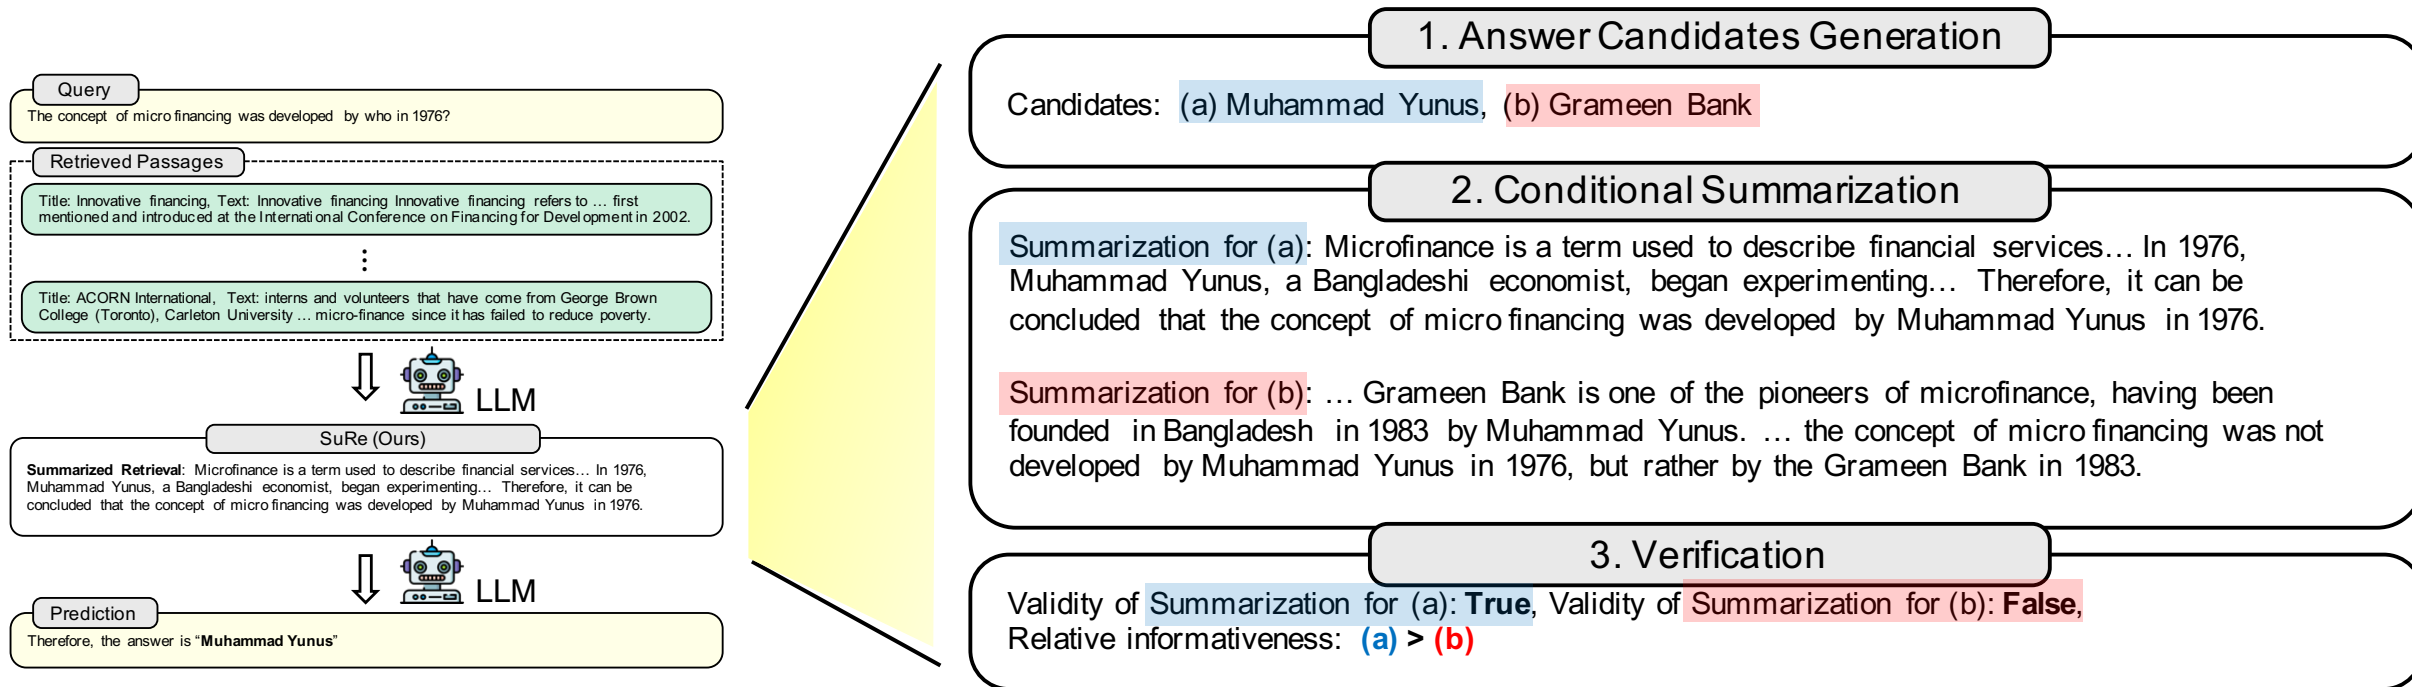 Query
The concept of micro financing was developed by who in 1976?
Retrieved Passages
Title: Innovative financing, Text: Innovative financing Innovative financing refers to … first
mentioned and introduced at the International Conference on Financing for Development in 2002.
⋮
Title: ACORN International, Text: interns and volunteers that have come from George Brown
College (Toronto), Carleton University … micro-finance since it has failed to reduce poverty.
LLM
SuRe (Ours)
Summarized Retrieval: Microfinance is a term used to describe financial services… In 1976,
Muhammad Yunus, a Bangladeshi economist, began experimenting… Therefore, it can be
concluded that the concept of micro financing was developed by Muhammad Yunus in 1976.
LLM
Prediction
Therefore, the answer is “Muhammad Yunus”
1. Answer Candidates Generation
Candidates: (a) Muhammad Yunus, (b) Grameen Bank
2. Conditional Summarization
Summarization for (a): Microfinance is a term used to describe financial services… In 1976,
Muhammad Yunus, a Bangladeshi economist, began experimenting… Therefore, it can be
concluded that the concept of micro financing was developed by Muhammad Yunus in 1976.
Summarization for (b): … Grameen Bank is one of the pioneers of microfinance, having been
founded in Bangladesh in 1983 by Muhammad Yunus. … the concept of micro financing was not
developed by Muhammad Yunus in 1976, but rather by the Grameen Bank in 1983.
3. Verification
Validity of Summarization for (a): True, Validity of Summarization for (b): False,
Relative informativeness: (a) > (b)